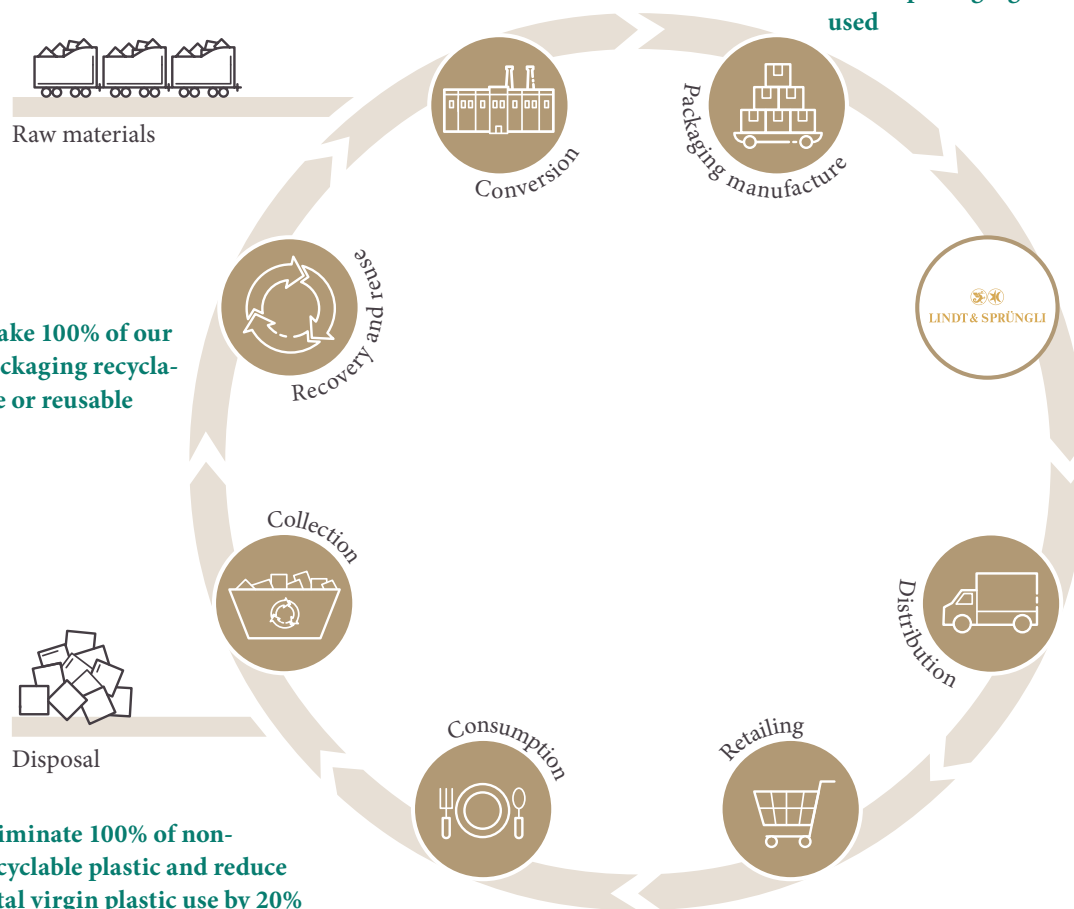 used
Raw materials
Conversion
Packaging manufacture
Recovery and reuse
LINDT & SPRÜNGLI
ake 100% of our
ckaging recycla-
e or reusable
Collection
Distribution
Disposal
Consumption
Retailing
iminate 100% of non-
cyclable plastic and reduce
tal virgin plastic use by 20%